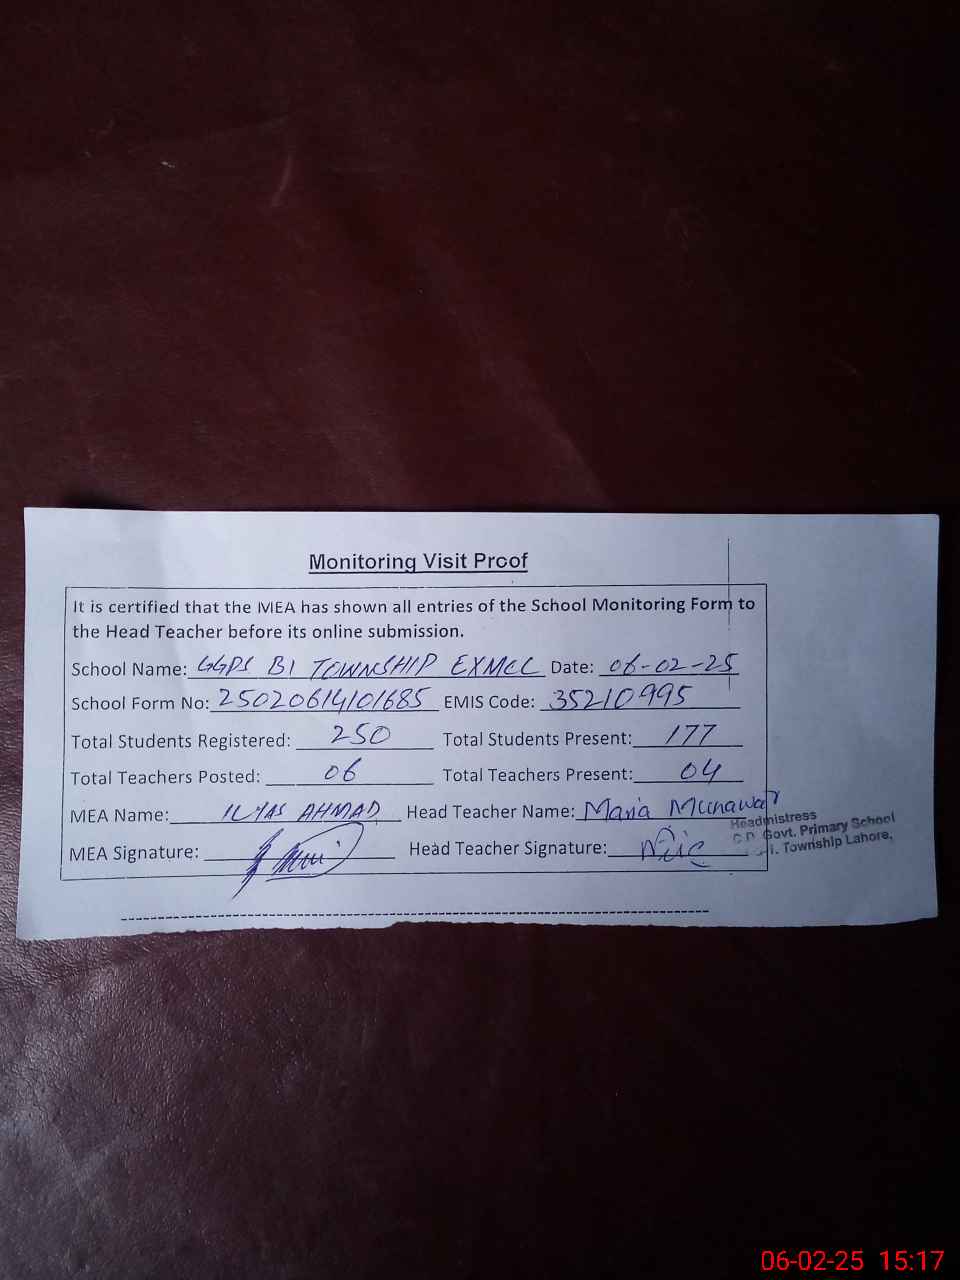 Monitoring Visit Proof
It is certified that the MEA has shown all entries of the School Monitoring Form to
the Head Teacher before its online submission.
School Name: GGPS B1 TOWNSHIP EXMCL Date: 06-02-25
School Form No: 25020614101685 EMIS Code: 35210995
Total Students Registered: 250 Total Students Present: 177
Total Teachers Posted: 06 Total Teachers Present: 04
MEA Name: ILYAS AHMAD Head Teacher Name: Maria Munawar
MEA Signature: Head Teacher Signature:
Headmistress
Govt. Primary School
Township Lahore,
06-02-25 15:17